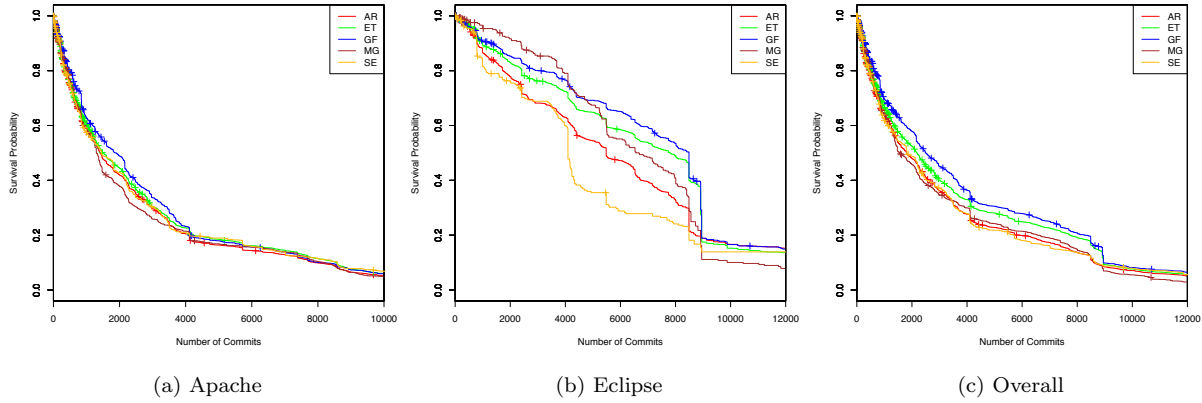 1.0
0.8
0.6
0.4
0.2
0.0
Survival Probability
AR
ET
GF
MG
SE
0 2000 4000 6000 8000 10000
Number of Commits
(a) Apache
1.0
0.8
0.6
0.4
0.2
0.0
Survival Probability
AR
ET
GF
MG
SE
0 2000 4000 6000 8000 10000 12000
Number of Commits
(b) Eclipse
1.0
0.8
0.6
0.4
0.2
0.0
Survival Probability
AR
ET
GF
MG
SE
0 2000 4000 6000 8000 10000 12000
Number of Commits
(c) Overall